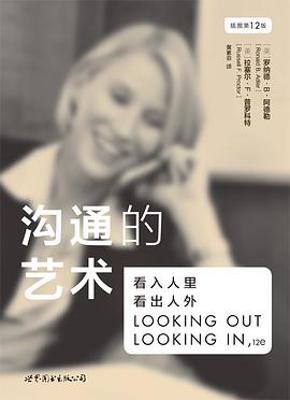 插图第12版
[美]罗纳德·B·阿德勒
[Ronald B. Adler]
[美]拉塞尔·F·普罗科特
[Russell F. Proctor]
黄素菲 译
沟通的
艺术
看入人里
看出人外
LOOKING OUT
LOOKING IN,12e
世界图书出版公司